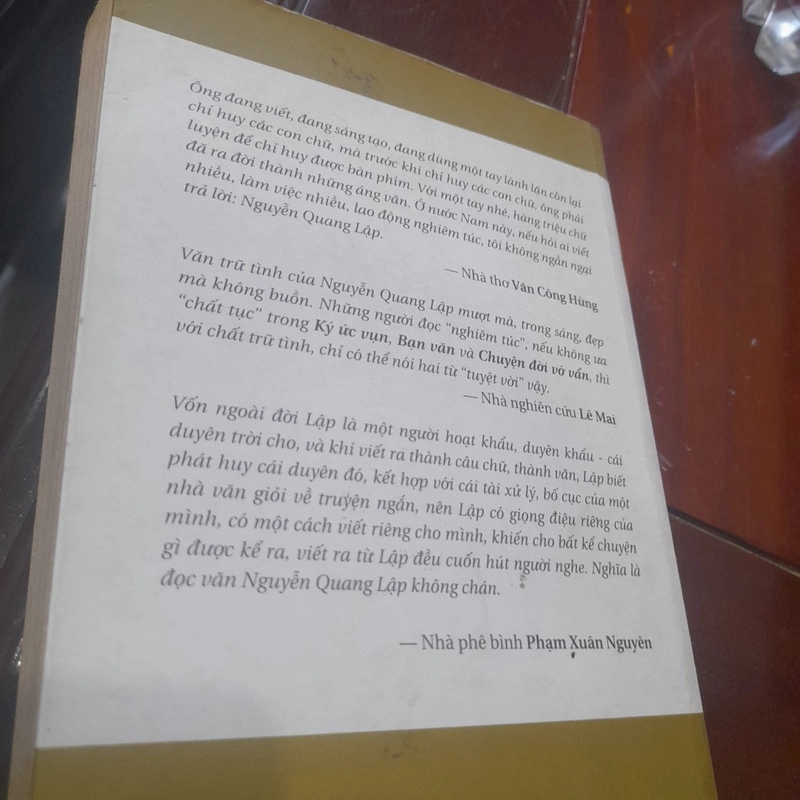 Ông đang viết, đang sáng tạo, đang dùng một tay lành lặn còn lại
chỉ huy các con chữ, mà trước khi chỉ huy các con chữ, ông phải
luyện để chỉ huy được bàn phím. Với một tay nhé, hàng triệu chữ
đã ra đời thành những áng văn. Ở nước Nam này, nếu hỏi ai viết
nhiều, làm việc nhiều, lao động nghiêm túc, tôi không ngần ngại
trả lời: Nguyễn Quang Lập.
— Nhà thơ Văn Công Hùng
Văn trữ tình của Nguyễn Quang Lập mượt mà, trong sáng, đẹp
mà không buồn. Những người đọc “nghiêm túc”, nếu không ưa
“chất tục” trong Ký ức vụn, Bạn văn và Chuyện đời vớ vẩn, thì
với chất trữ tình, chỉ có thể nói hai từ “tuyệt vời” vậy.
— Nhà nghiên cứu Lê Mai
Vốn ngoài đời Lập là một người hoạt khẩu, duyên khẩu - cái
duyên trời cho, và khi viết ra thành câu chữ, thành văn, Lập biết
phát huy cái duyên đó, kết hợp với cái tài xử lý, bố cục của một
nhà văn giỏi về truyện ngắn, nên Lập có giọng điệu riêng của
mình, có một cách viết riêng cho mình, khiến cho bất kể chuyện
gì được kể ra, viết ra từ Lập đều cuốn hút người nghe. Nghĩa là
đọc văn Nguyễn Quang Lập không chán.
— Nhà phê bình Phạm Xuân Nguyên